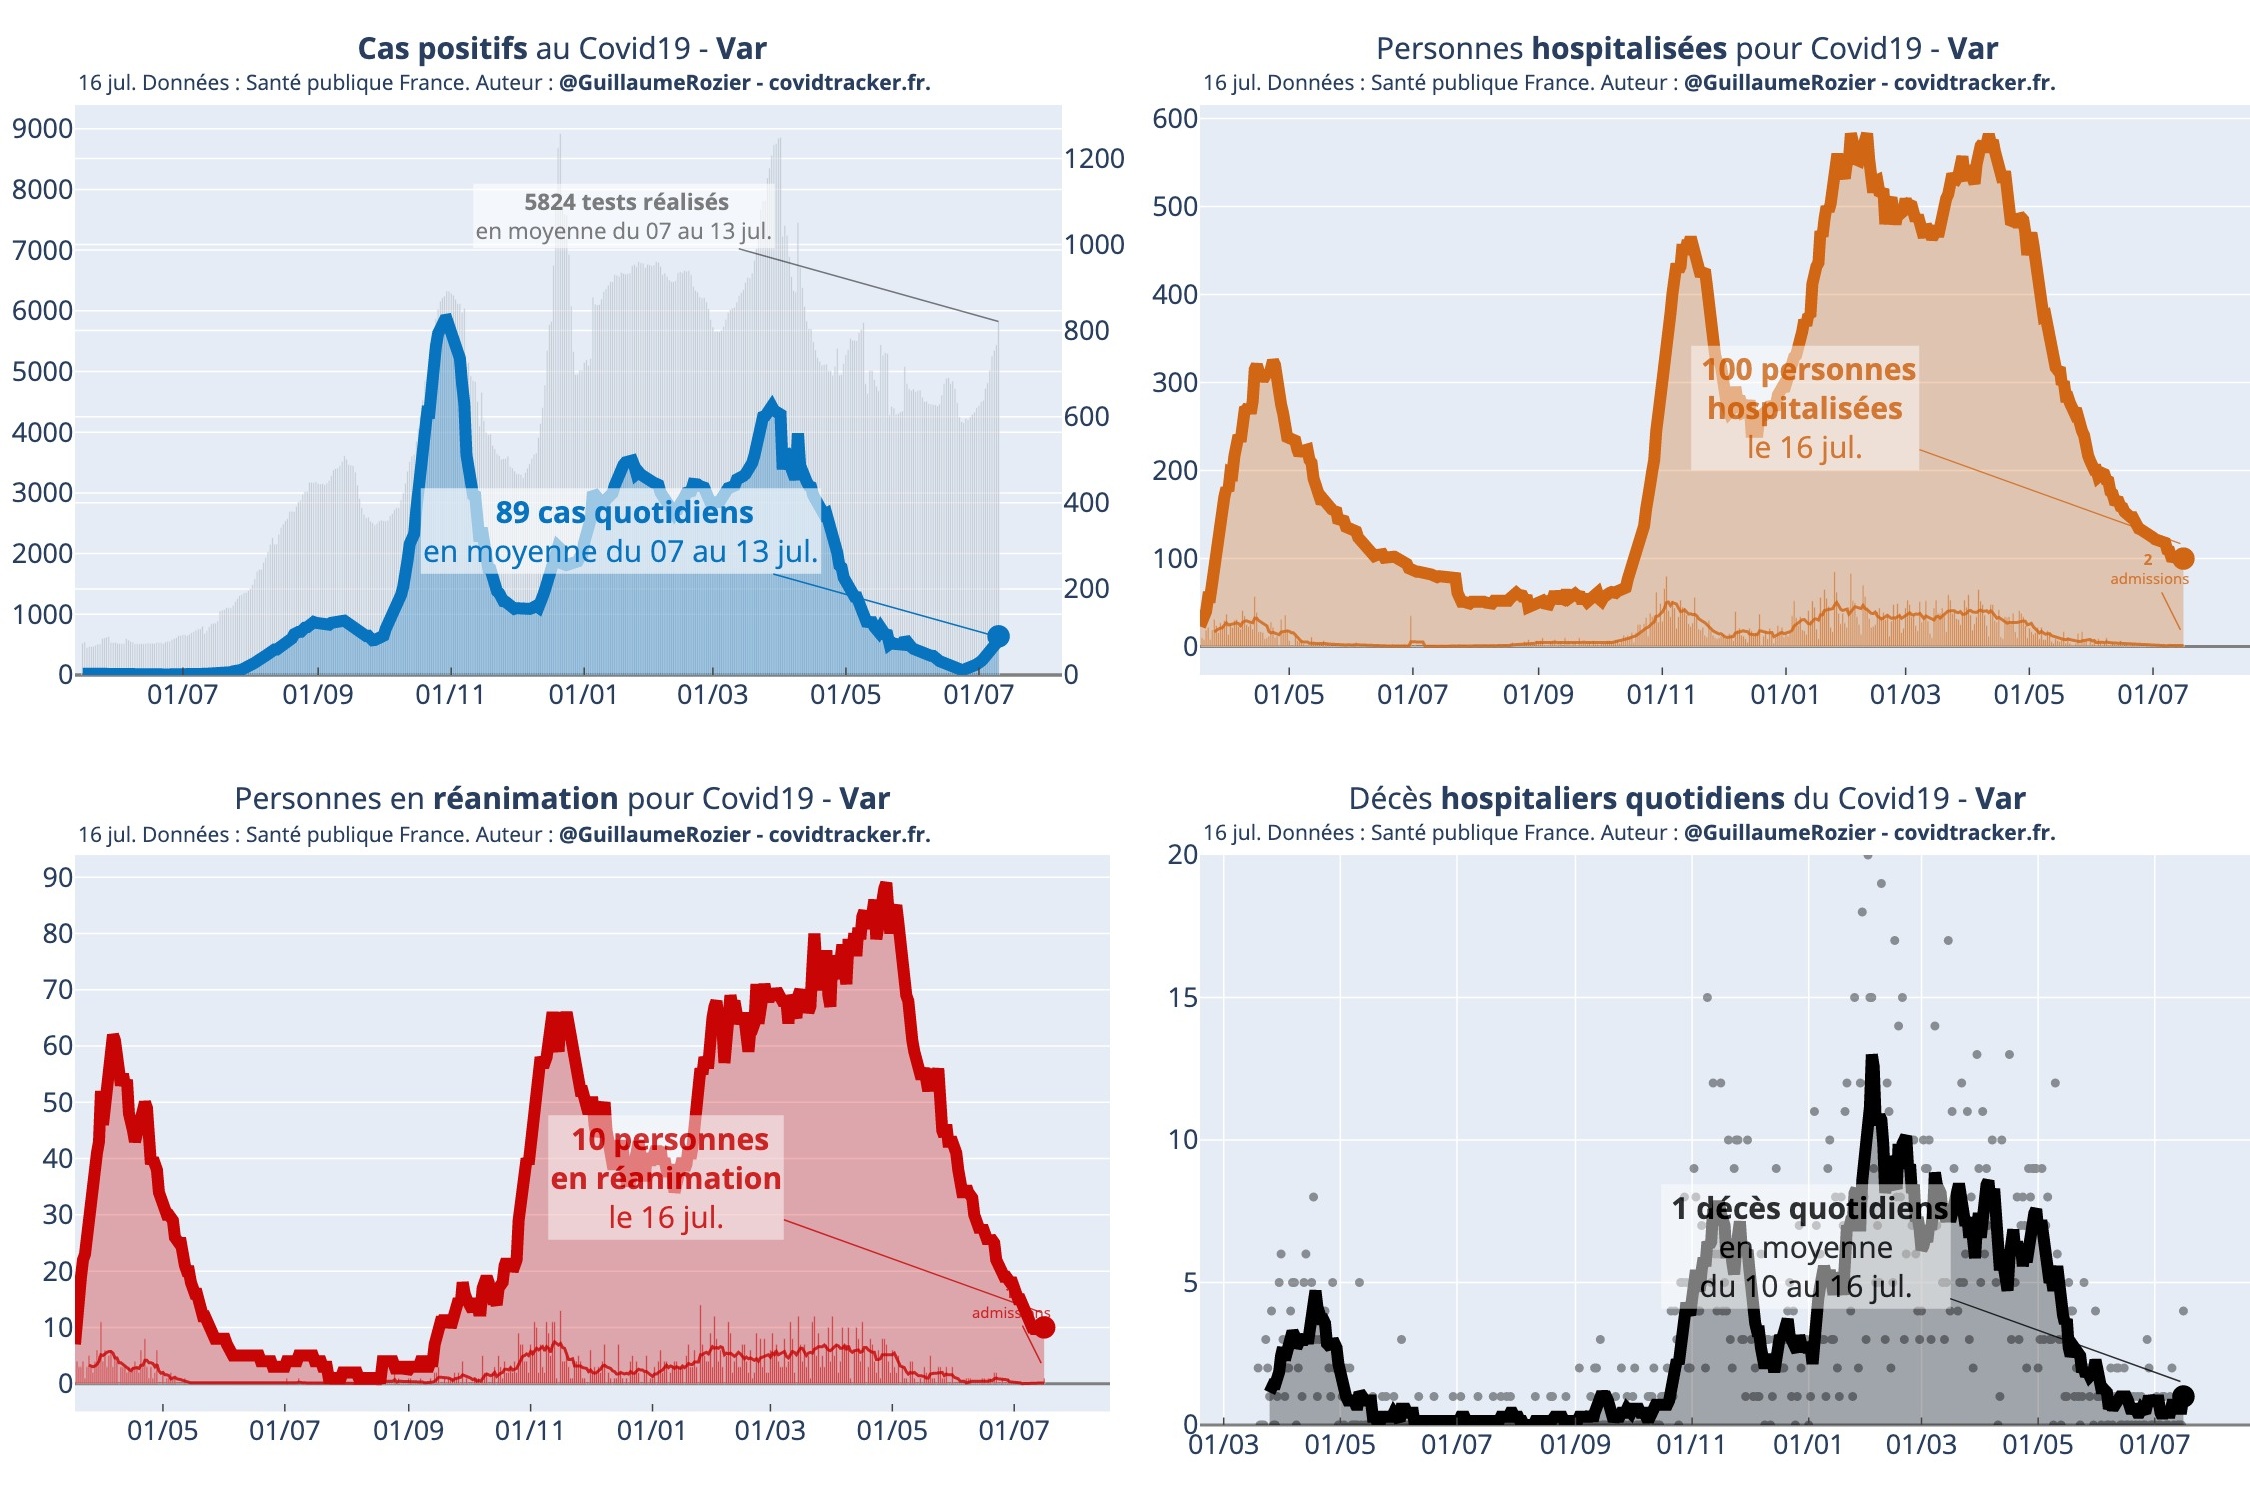 Cas positifs au Covid19 - Var
16 jul. Données : Santé publique France. Auteur : @GuillaumeRozier - covidtracker.fr.
9000
8000
7000
6000
5000
4000
3000
2000
1000
0
1200
1000
800
600
400
200
0
5824 tests réalisés
en moyenne du 07 au 13 jul.
89 cas quotidiens
en moyenne du 07 au 13 jul.
01/07 01/09 01/11 01/01 01/03 01/05 01/07
Personnes hospitalisées pour Covid19 - Var
16 jul. Données : Santé publique France. Auteur : @GuillaumeRozier - covidtracker.fr.
600
500
400
300
200
100
0
100 personnes
hospitalisées
le 16 jul.
2
admissions
01/05 01/07 01/09 01/11 01/01 01/03 01/05 01/07
Personnes en réanimation pour Covid19 - Var
16 jul. Données : Santé publique France. Auteur : @GuillaumeRozier - covidtracker.fr.
90
80
70
60
50
40
30
20
10
0
10 personnes
en réanimation
le 16 jul.
admissions
01/05 01/07 01/09 01/11 01/01 01/03 01/05 01/07
Décès hospitaliers quotidiens du Covid19 - Var
16 jul. Données : Santé publique France. Auteur : @GuillaumeRozier - covidtracker.fr.
20
15
10
5
0
1 décès quotidiens
en moyenne
du 10 au 16 jul.
01/03 01/05 01/07 01/09 01/11 01/01 01/03 01/05 01/07